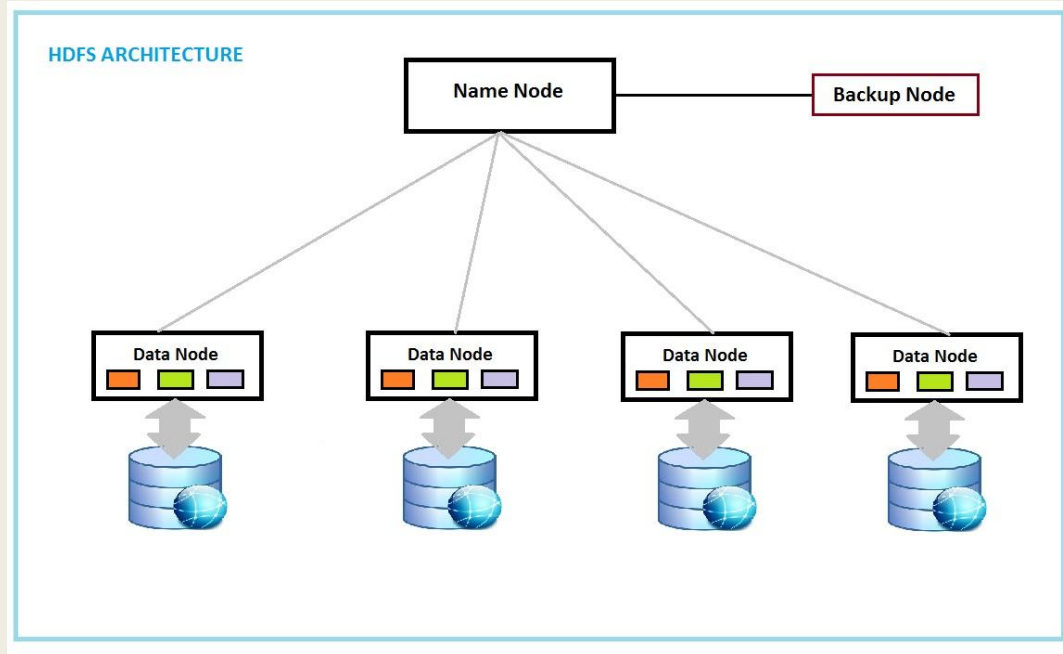 HDFS ARCHITECTURE
Name Node
Backup Node
Data Node
Data Node
Data Node
Data Node